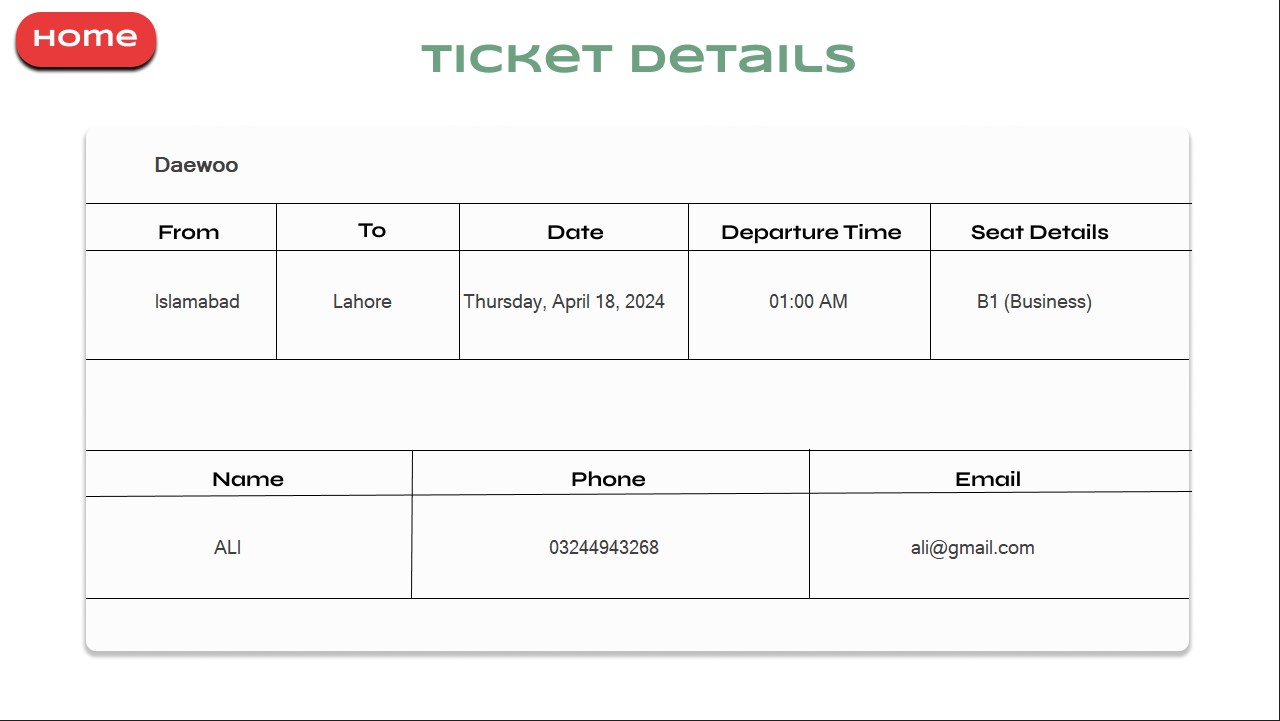 Home
Ticket Details
Daewoo
From To Date Departure Time Seat Details
Islamabad Lahore Thursday, April 18, 2024 01:00 AM B1 (Business)
Name Phone Email
ALI 03244943268 ali@gmail.com